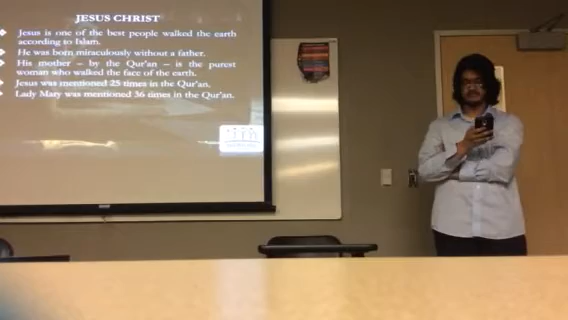 JESUS CHRIST
Jesus is one of the best people walked the earth
according to Islam.
He was born miraculously without a father.
His mother – by the Qur'an – is the purest
woman who walked the face of the earth.
Jesus was mentioned 25 times in the Qur'an.
Lady Mary was mentioned 36 times in the Qur'an.